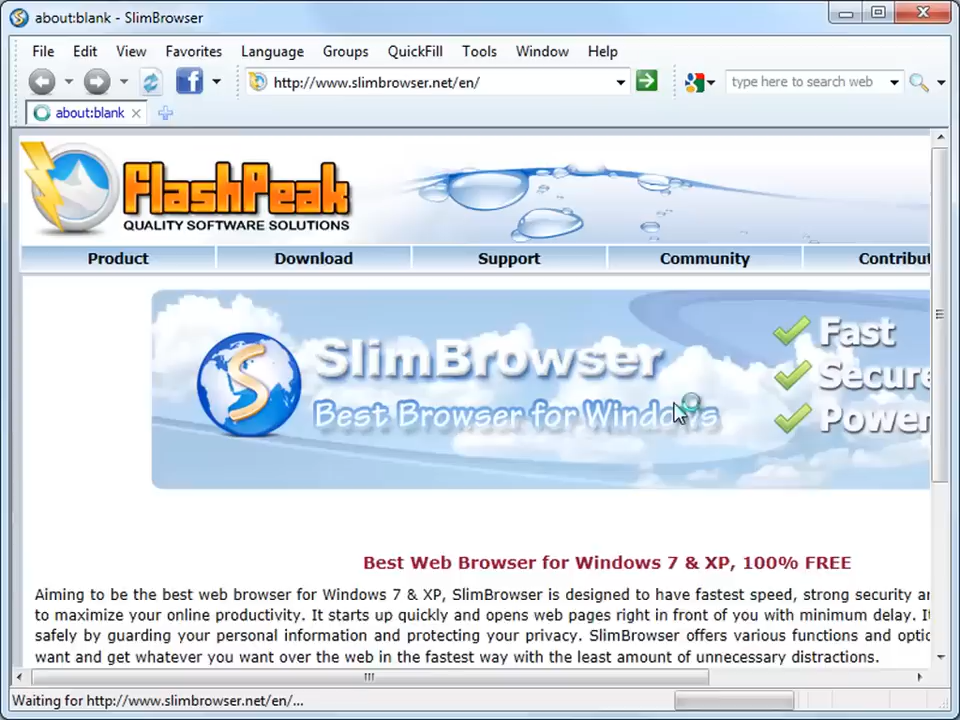 about:blank - SlimBrowser
File Edit View Favorites Language Groups QuickFill Tools Window Help
http://www.slimbrowser.net/en/ type here to search web
about:blank
FlashPeak
QUALITY SOFTWARE SOLUTIONS
Product Download Support Community Contribut
SlimBrowser
Best Browser for Windows
Fast
Secure
Power
Best Web Browser for Windows 7 & XP, 100% FREE
Aiming to be the best web browser for Windows 7 & XP, SlimBrowser is designed to have fastest speed, strong security
to maximize your online productivity. It starts up quickly and opens web pages right in front of you with minimum delay.
safely by guarding your personal information and protecting your privacy. SlimBrowser offers various functions and
want and get whatever you want over the web in the fastest way with the least amount of unnecessary distractions.
Waiting for http://www.slimbrowser.net/en/...